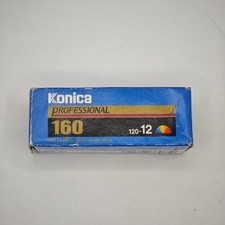 Konica
PROFESSIONAL
160
120-12